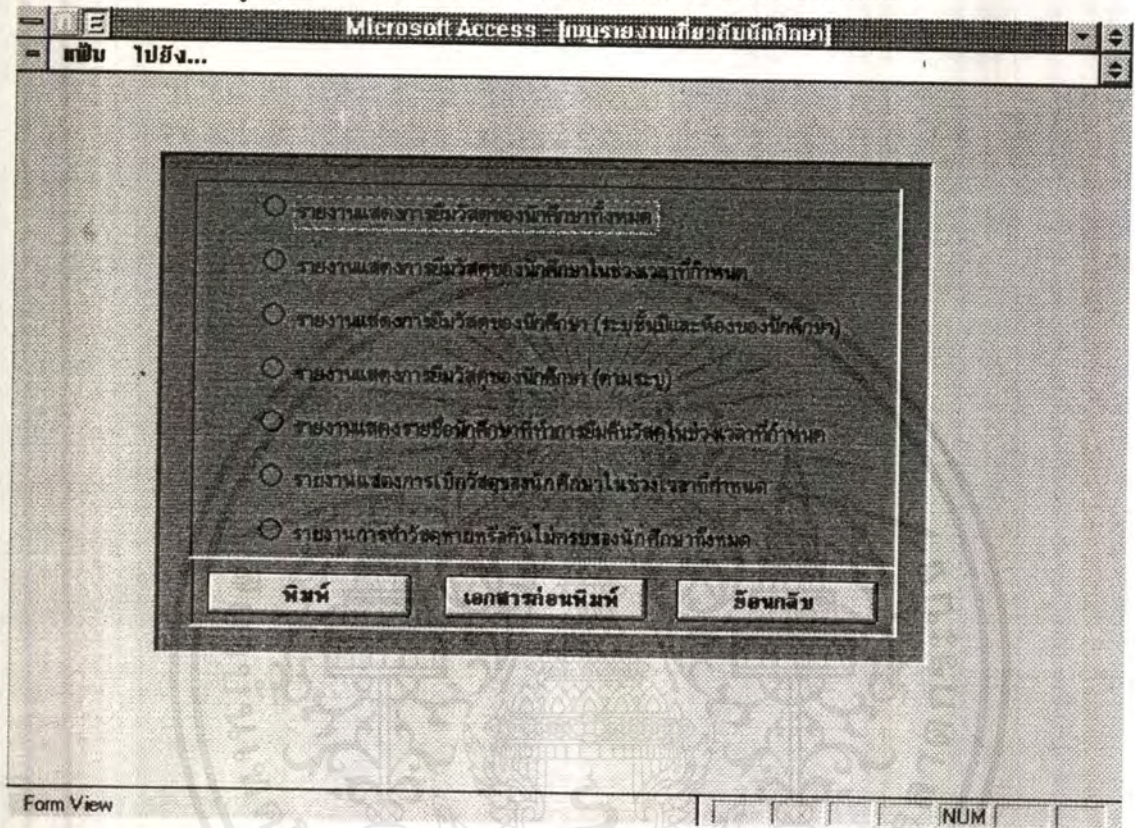 Microsoft Access - [เมนูรายงานเกี่ยวกับนักศึกษา]
แฟ้ม ไปยัง...
รายงานแสดงการยืมวัสดุของนักศึกษาทั้งหมด
รายงานแสดงการยืมวัสดุของนักศึกษาในช่วงเวลาที่กำหนด
รายงานแสดงการยืมวัสดุของนักศึกษา (ระบุชั้นปีและห้องของนักศึกษา)
รายงานแสดงการยืมวัสดุของนักศึกษา (ตามระบุ)
รายงานแสดงรายชื่อนักศึกษาที่ทำการยืมคืนวัสดุในช่วงเวลาที่กำหนด
รายงานแสดงการเบิกวัสดุของนักศึกษาในช่วงเวลาที่กำหนด
รายงานการทำวัสดุหายหรือคืนไม่ครบของนักศึกษาทั้งหมด
พิมพ์ เอกสารก่อนพิมพ์ ย้อนกลับ
Form View NUM